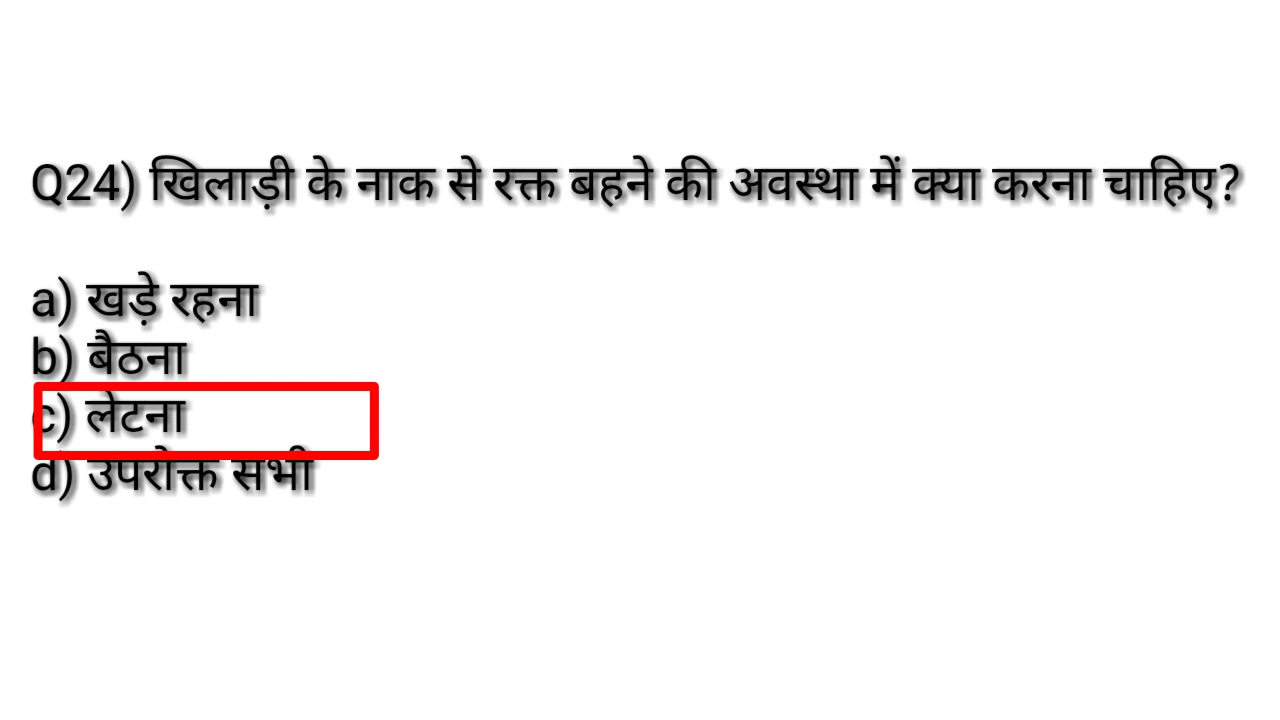 Q24) खिलाड़ी के नाक से रक्त बहने की अवस्था में क्या करना चाहिए?
a) खड़े रहना
b) बैठना
c) लेटना
d) उपरोक्त सभी